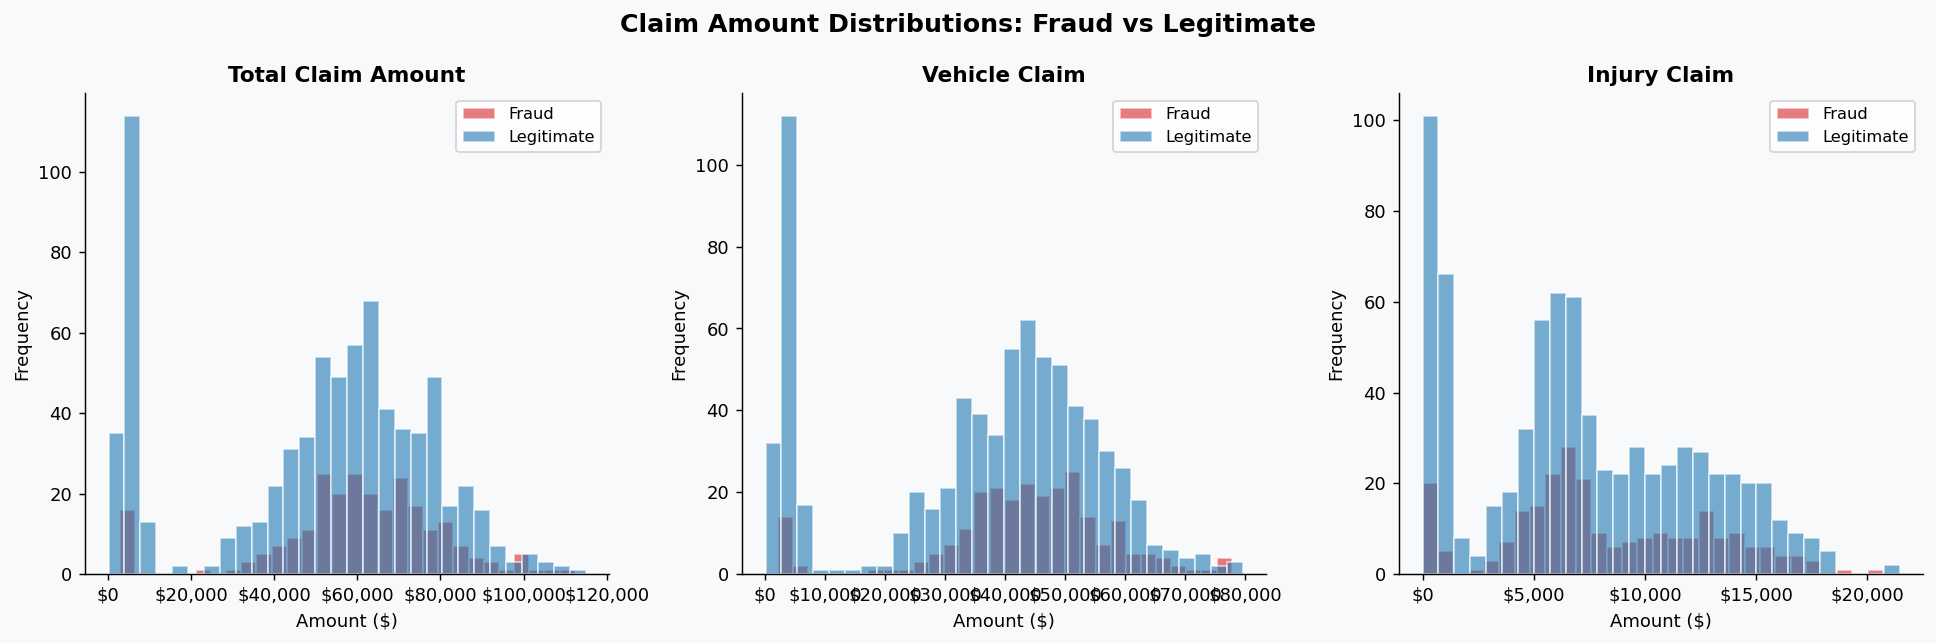 Claim Amount Distributions: Fraud vs Legitimate
Total Claim Amount
Fraud
Legitimate
Frequency
100
80
60
40
20
0
$0 $20,000 $40,000 $60,000 $80,000 $100,000 $120,000
Amount ($)
Vehicle Claim
Fraud
Legitimate
Frequency
100
80
60
40
20
0
$0 $10,000 $20,000 $30,000 $40,000 $50,000 $60,000 $70,000 $80,000
Amount ($)
Injury Claim
Fraud
Legitimate
Frequency
100
80
60
40
20
0
$0 $5,000 $10,000 $15,000 $20,000
Amount ($)